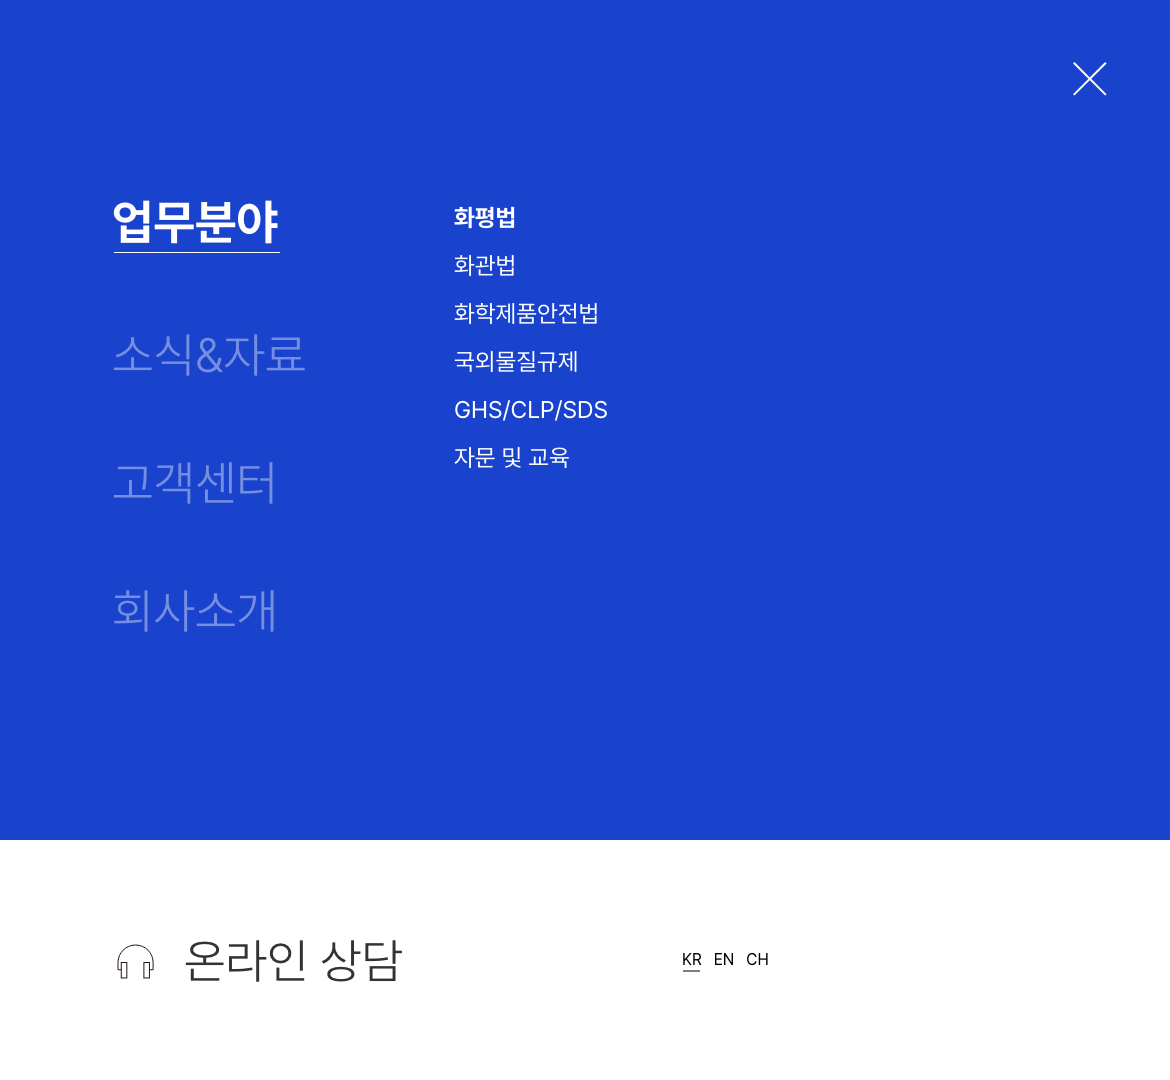 업무분야
소식&자료
고객센터
회사소개
화평법
화관법
화학제품안전법
국외물질규제
GHS/CLP/SDS
자문 및 교육
온라인 상담
KR EN CH